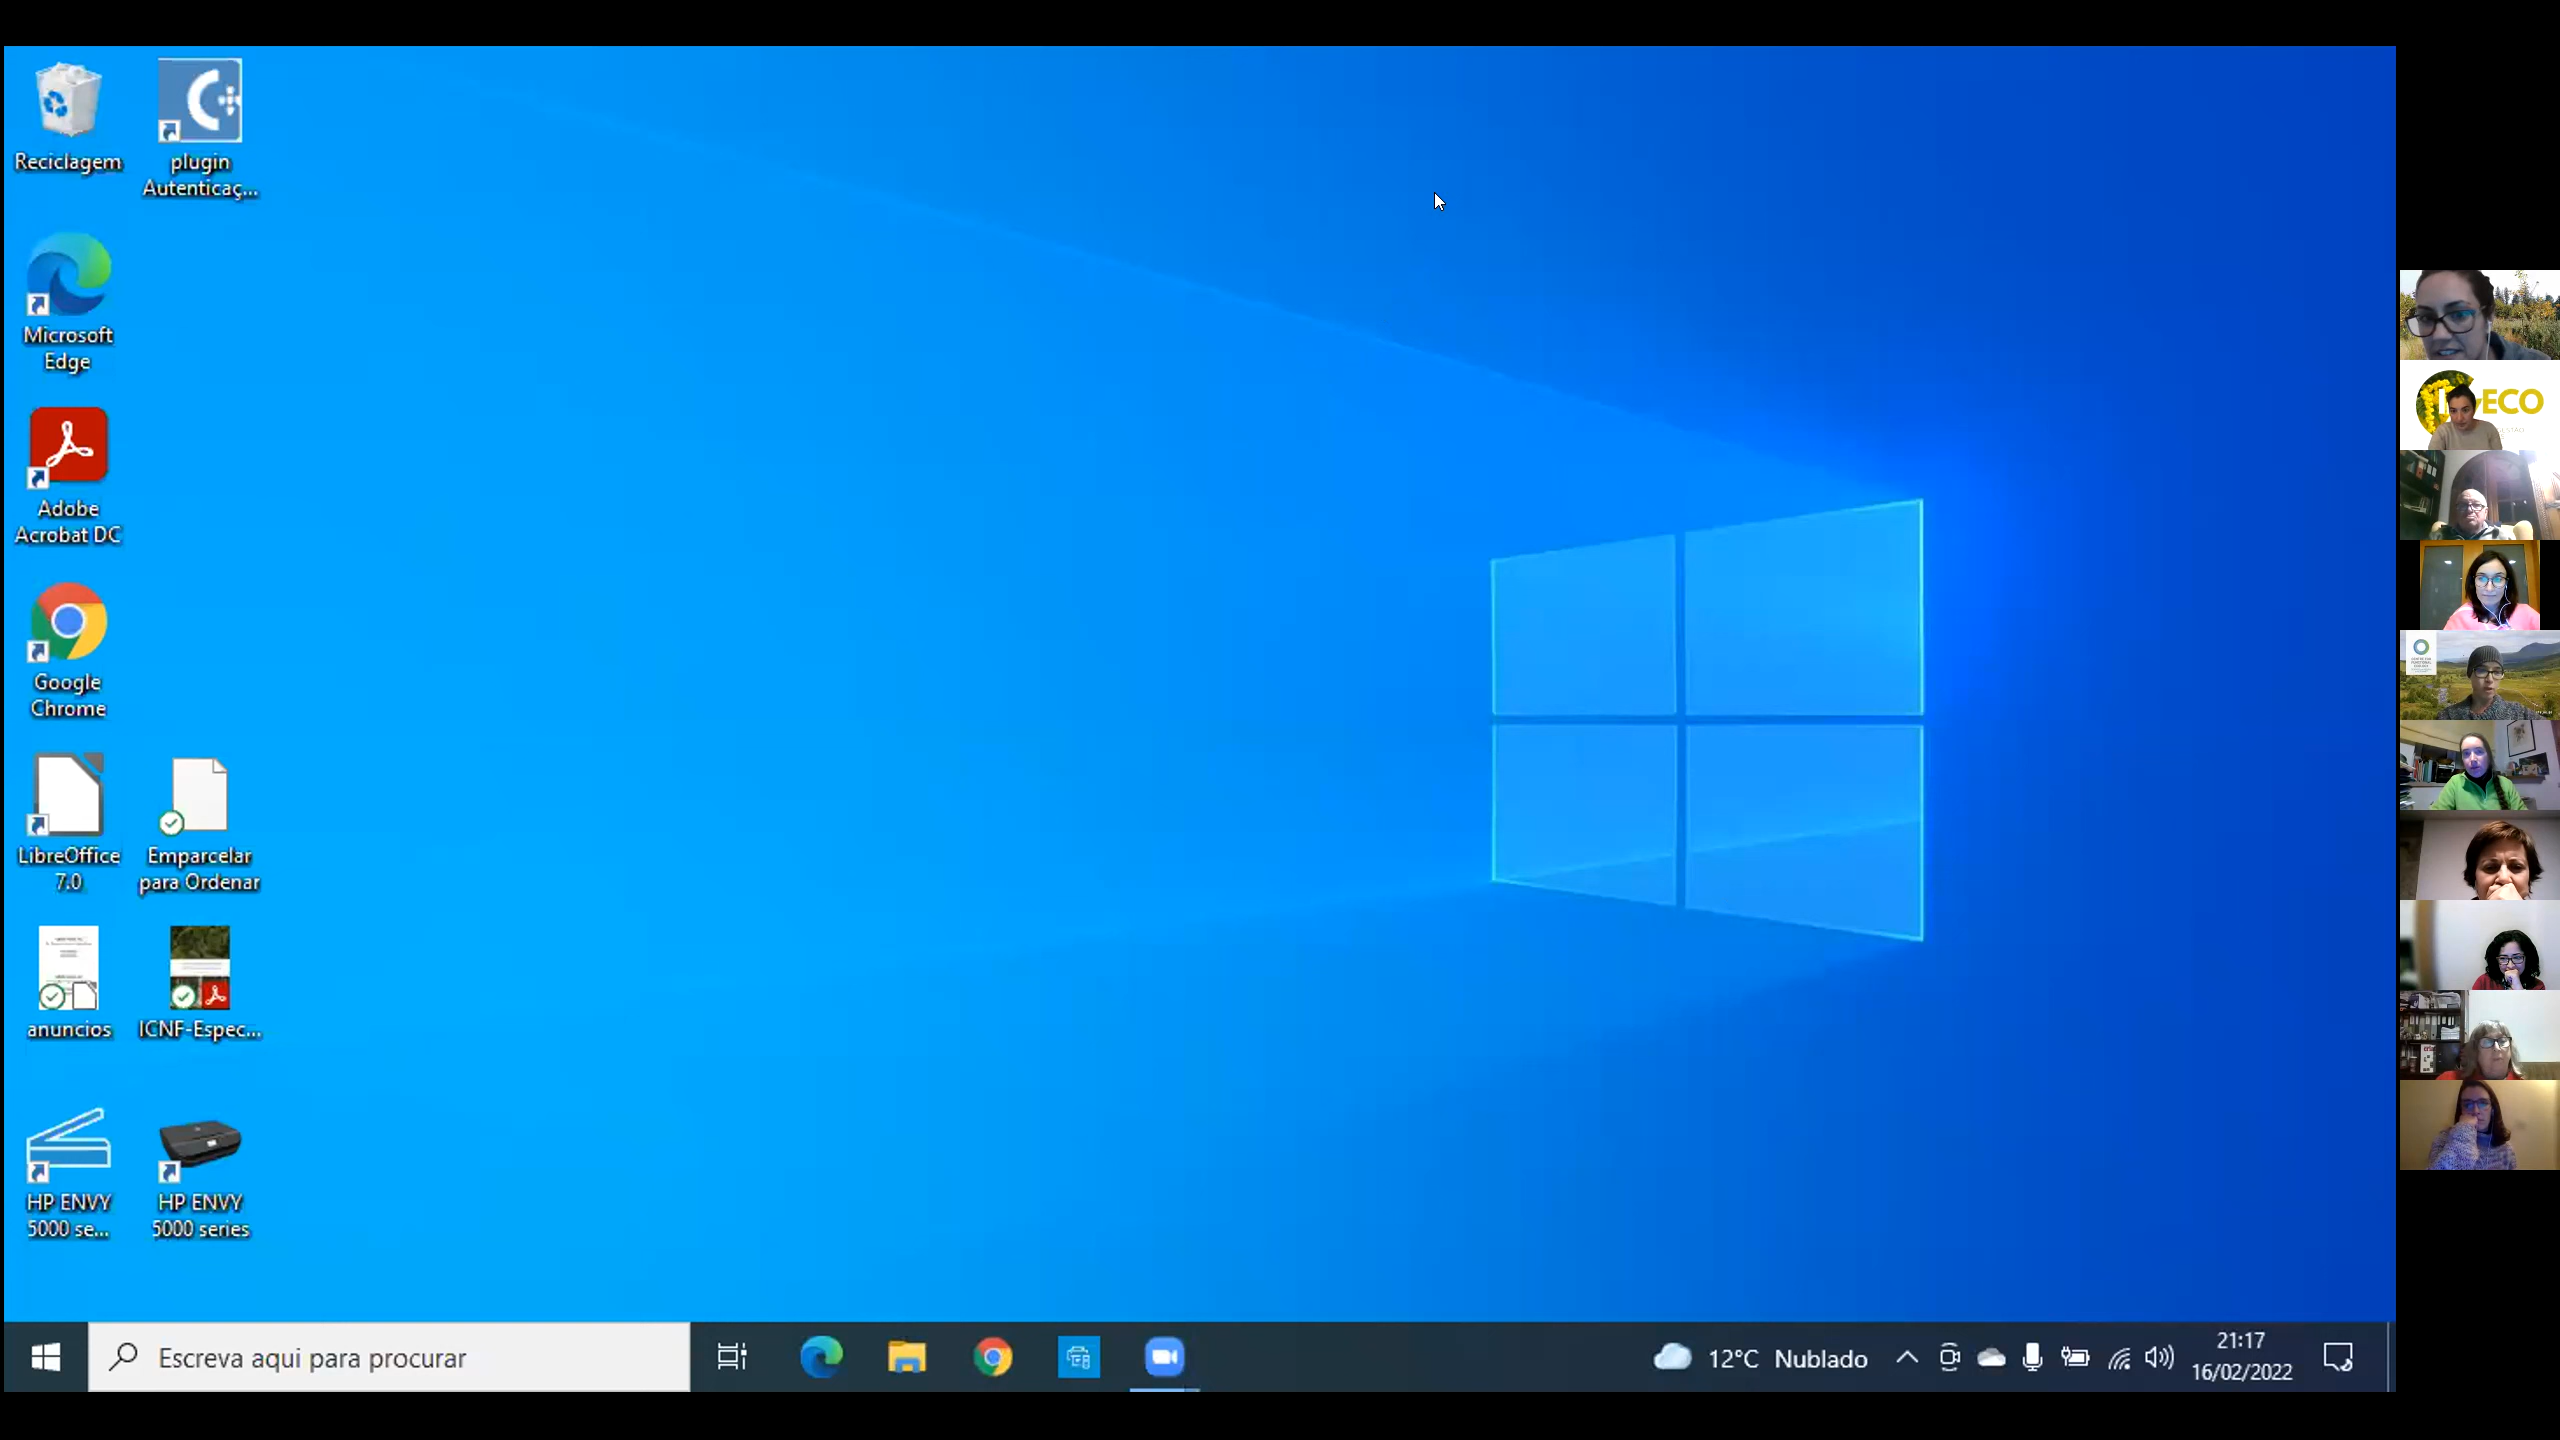 Reciclagem
plugin
Autenticaç...
Microsoft
Edge
Adobe
Acrobat DC
Google
Chrome
LibreOffice
7.0
Emparcelar
para Ordenar
anuncios
ICNF-Espec...
HP ENVY
5000 se...
HP ENVY
5000 series
Escreva aqui para procurar
12°C Nublado
21:17
16/02/2022
ECO